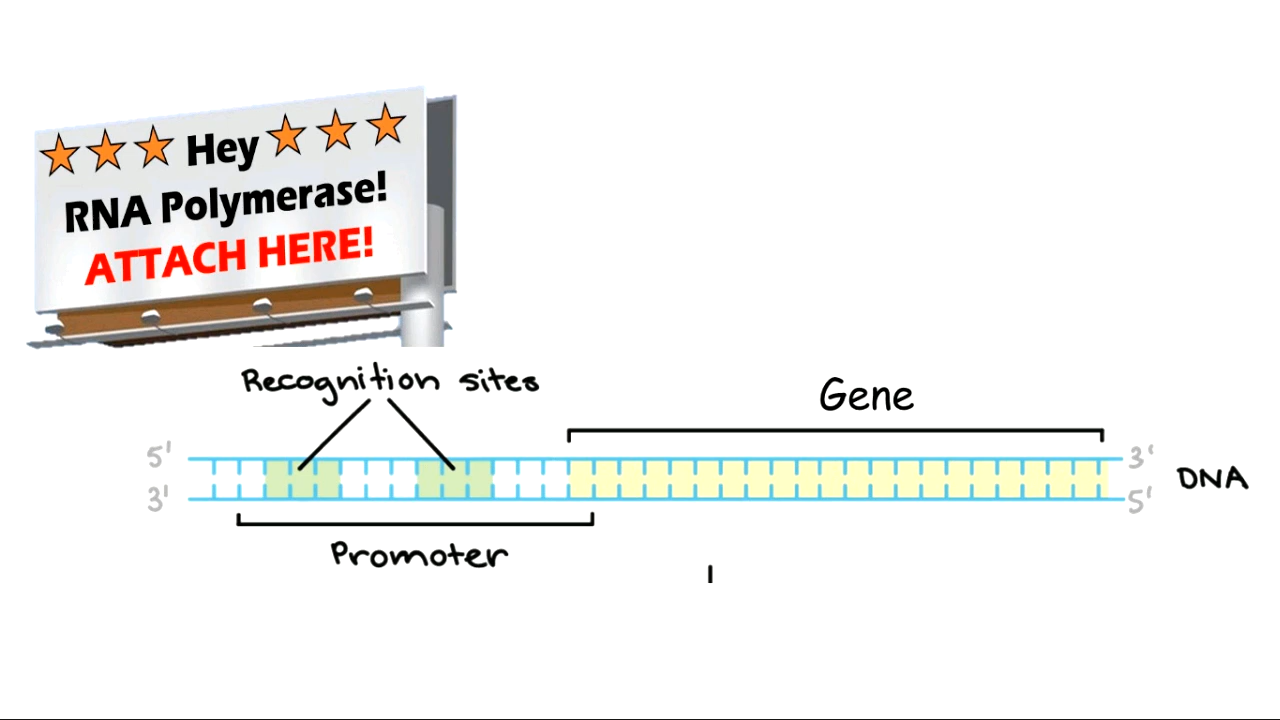 Hey
RNA Polymerase!
ATTACH HERE!
Recognition sites
Gene
5' 3'
DNA
3' 5'
Promoter